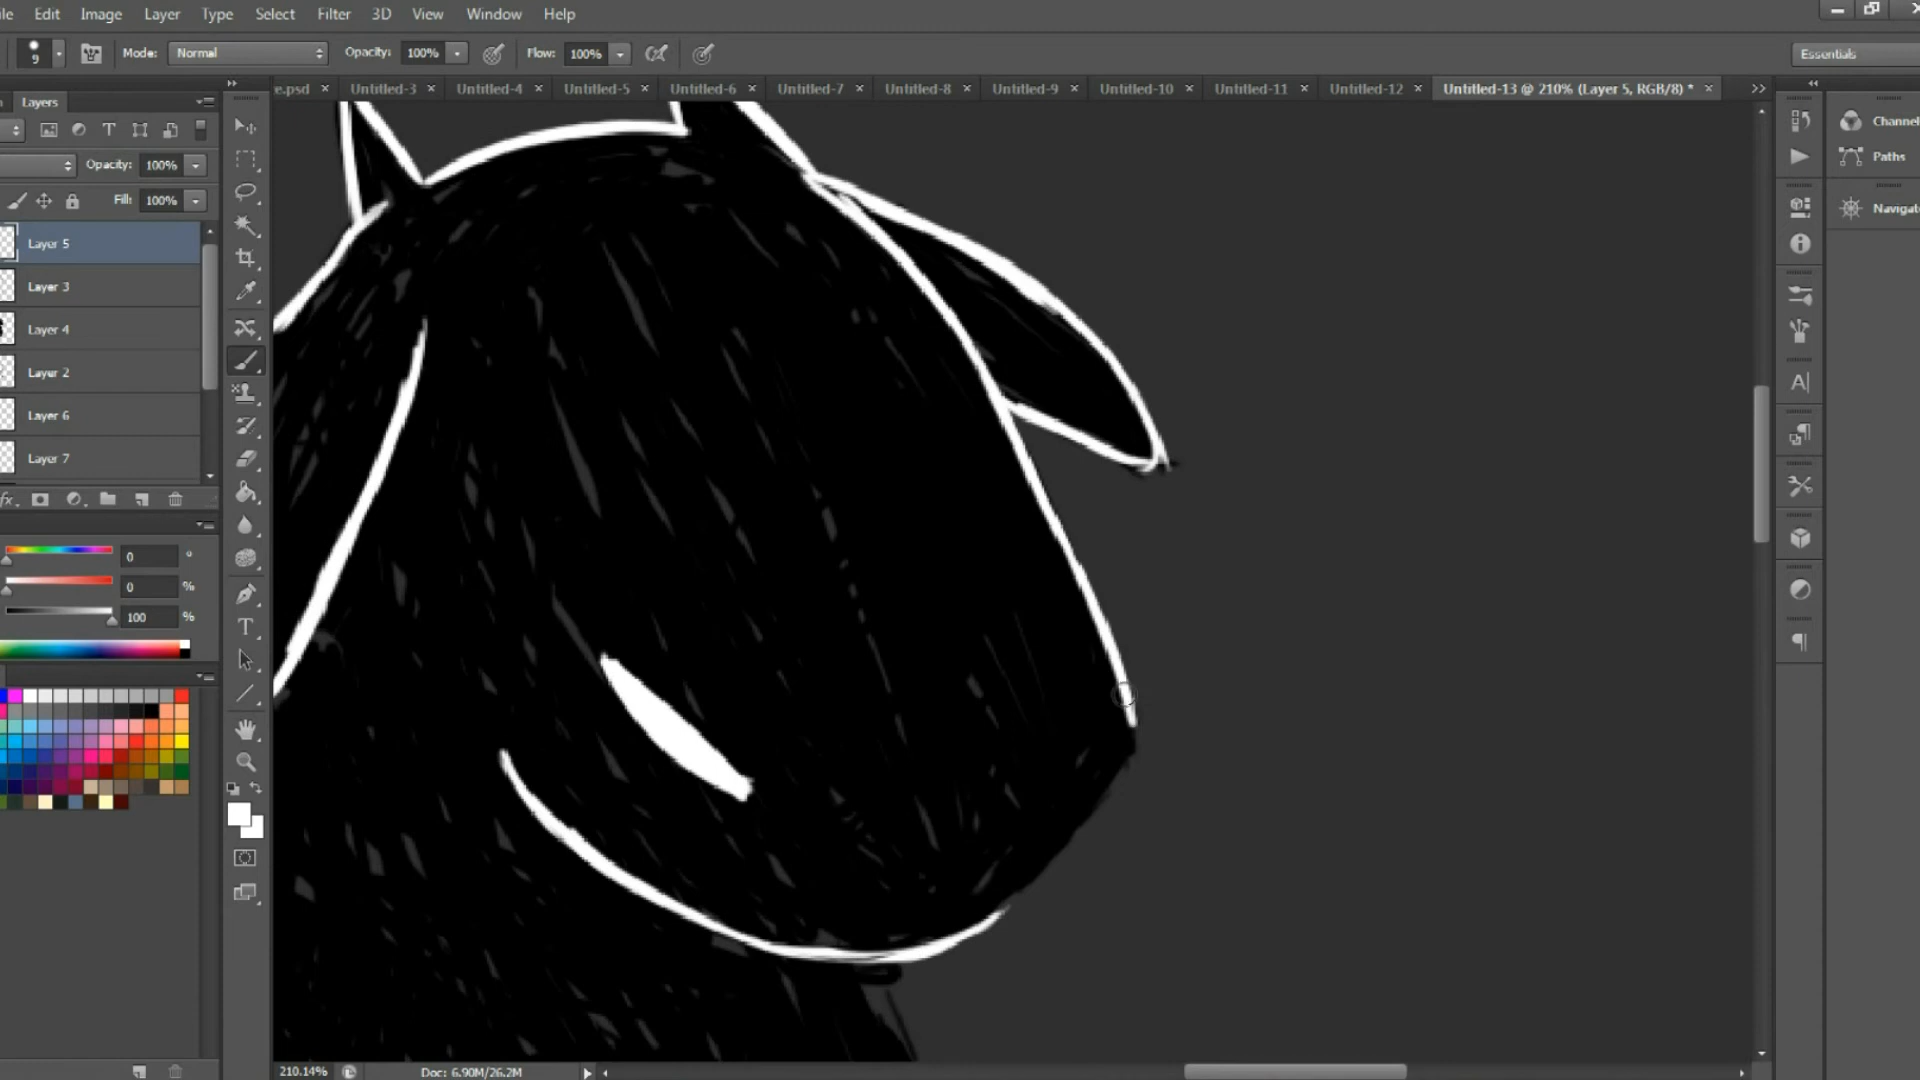 ile Edit Image Layer Type Select Filter 3D View Window Help
9 Mode: Normal Opacity: 100% Flow: 100% Essentials
e.psd Untitled-3 Untitled-4 Untitled-5 Untitled-6 Untitled-7 Untitled-8 Untitled-9 Untitled-10 Untitled-11 Untitled-12 Untitled-13 @ 210% (Layer 5, RGB/8) *
Layers
Opacity: 100%
Fill: 100%
Layer 5
Layer 3
Layer 4
Layer 2
Layer 6
Layer 7
fx
0 °
0 %
100 %
Channel
Paths
Navigat
210.14% Doc: 6.90M/26.2M